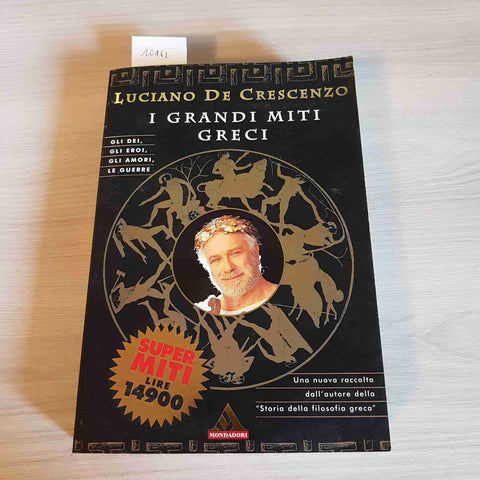 LUCIANO DE CRESCENZO
I GRANDI MITI
GRECI
GLI DEI,
GLI EROI,
GLI AMORI,
LE GUERRE
SUPER
MITI
LIRE
14900
Una nuova raccolta
dall'autore della
"Storia della filosofia greca"
MONDADORI